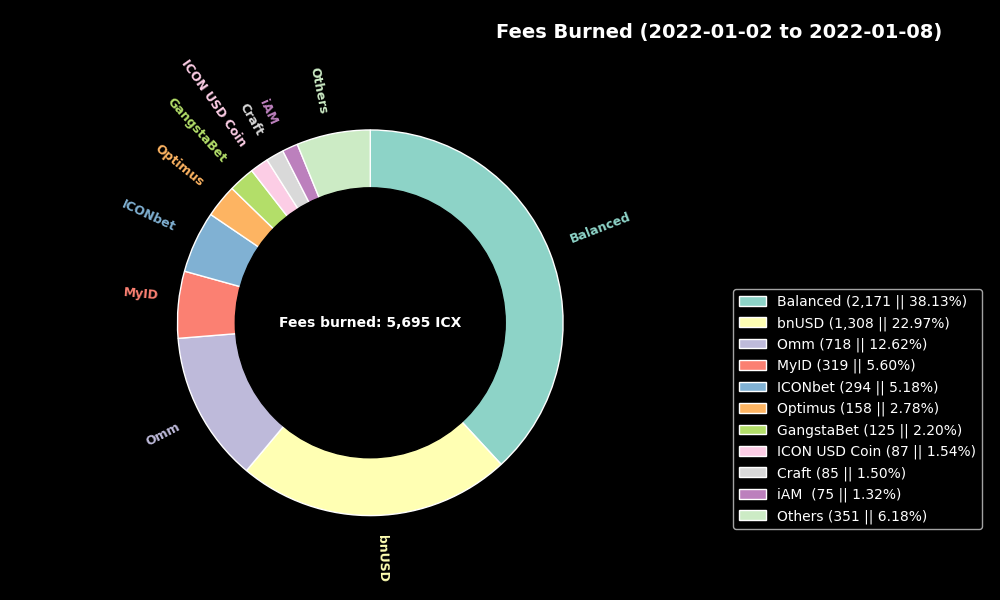 Fees Burned (2022-01-02 to 2022-01-08)
Others
ICON USD Coin
iAM
Craft
GangstaBet
Optimus
ICONbet
Balanced
MyID
Fees burned: 5,695 ICX
Omm
bnUSD
Balanced (2,171 || 38.13%)
bnUSD (1,308 || 22.97%)
Omm (718 || 12.62%)
MyID (319 || 5.60%)
ICONbet (294 || 5.18%)
Optimus (158 || 2.78%)
GangstaBet (125 || 2.20%)
ICON USD Coin (87 || 1.54%)
Craft (85 || 1.50%)
iAM  (75 || 1.32%)
Others (351 || 6.18%)